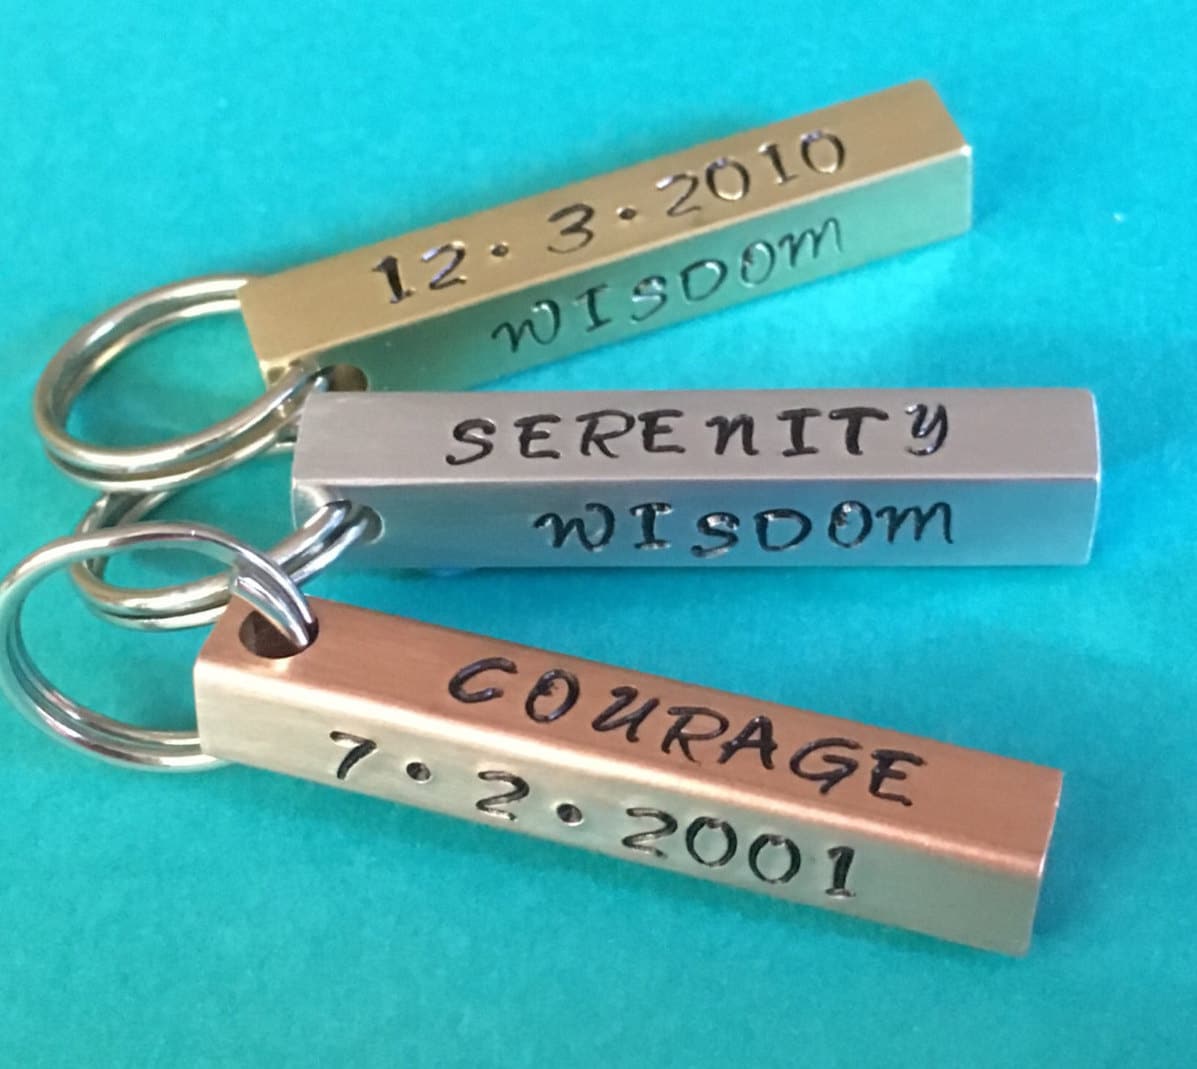 12·3·2010
WISDOM
SERENITY
WISDOM
COURAGE
7·2·2001